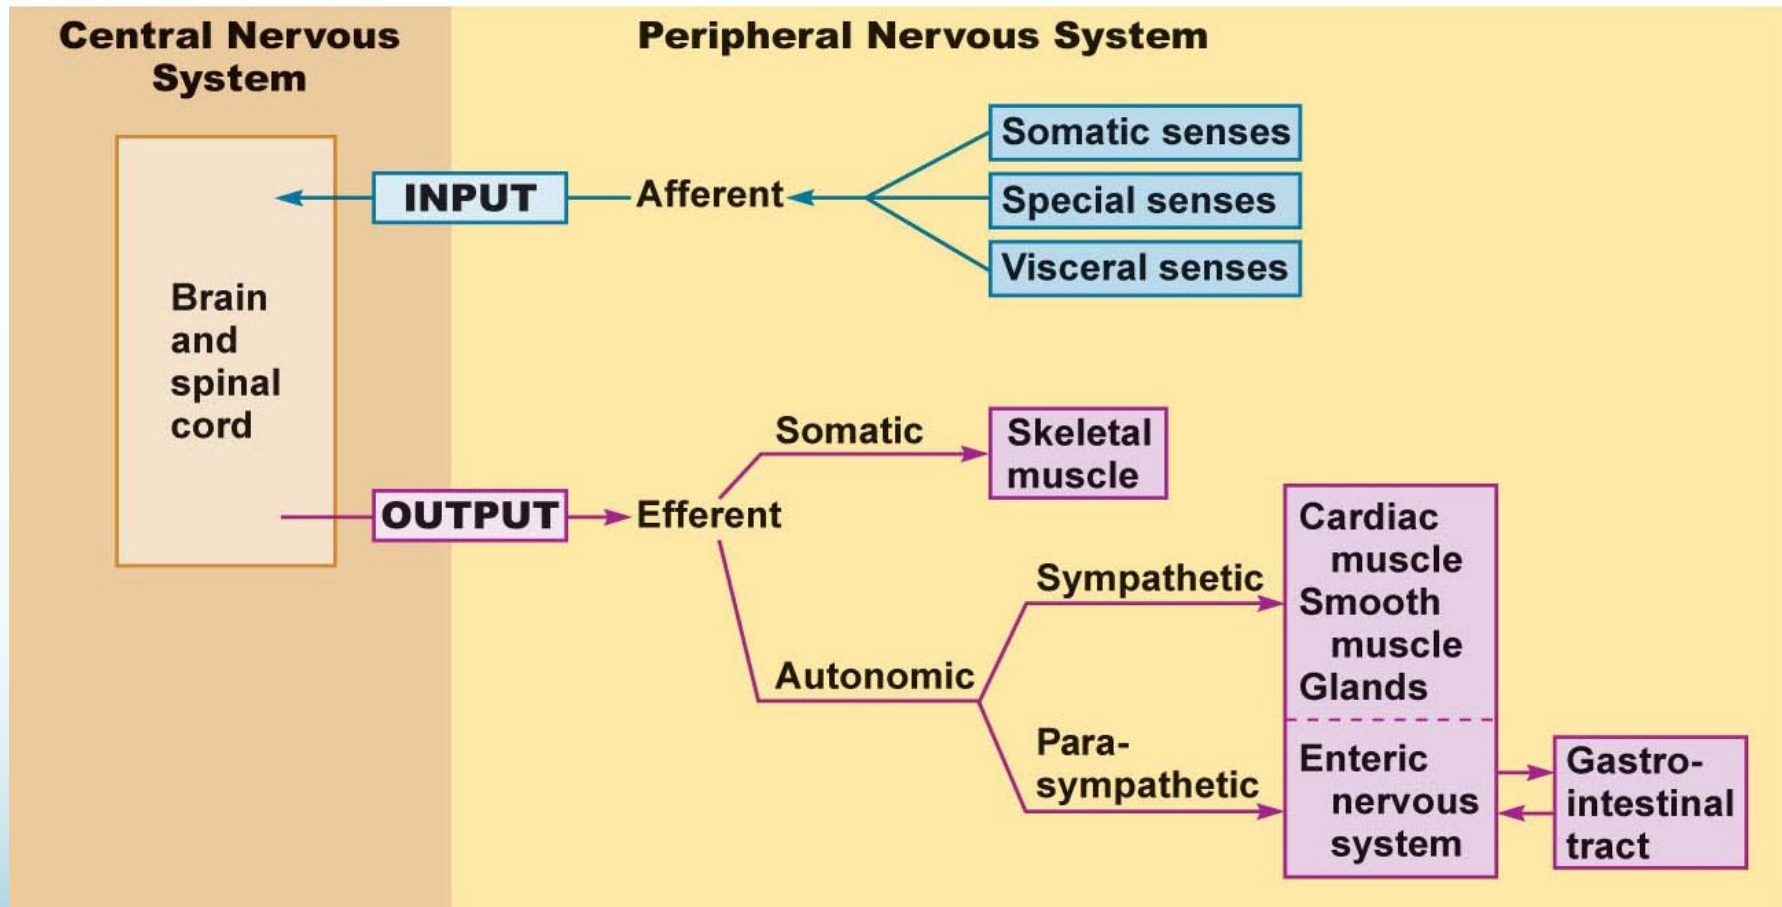 Central Nervous
System
Peripheral Nervous System
Somatic senses
INPUT
Afferent
Special senses
Visceral senses
Brain
and
spinal
cord
Somatic
Skeletal
muscle
OUTPUT
Efferent
Sympathetic
Cardiac
muscle
Smooth
muscle
Glands
Autonomic
Para-
sympathetic
Enteric
nervous
system
Gastro-
intestinal
tract